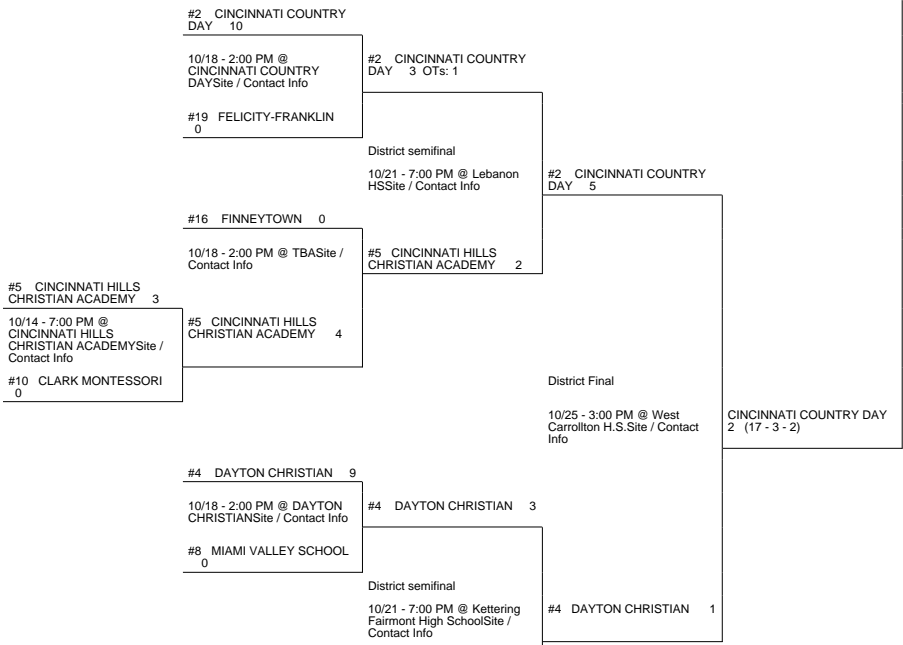 #2 CINCINNATI COUNTRY
DAY 10
10/18 - 2:00 PM @
CINCINNATI COUNTRY
DAYSite / Contact Info
#19 FELICITY-FRANKLIN
0
#2 CINCINNATI COUNTRY
DAY 3 OTs: 1
District semifinal
10/21 - 7:00 PM @ Lebanon
HSSite / Contact Info
#2 CINCINNATI COUNTRY
DAY 5
#16 FINNEYTOWN 0
10/18 - 2:00 PM @ TBASite /
Contact Info
#5 CINCINNATI HILLS
CHRISTIAN ACADEMY 2
#5 CINCINNATI HILLS
CHRISTIAN ACADEMY 3
10/14 - 7:00 PM @
CINCINNATI HILLS
CHRISTIAN ACADEMYSite /
Contact Info
#10 CLARK MONTESSORI
0
#5 CINCINNATI HILLS
CHRISTIAN ACADEMY 4
District Final
10/25 - 3:00 PM @ West
Carrollton H.S.Site / Contact
Info
CINCINNATI COUNTRY DAY
2 (17 - 3 - 2)
#4 DAYTON CHRISTIAN 9
10/18 - 2:00 PM @ DAYTON
CHRISTIANSite / Contact Info
#8 MIAMI VALLEY SCHOOL
0
#4 DAYTON CHRISTIAN 3
District semifinal
10/21 - 7:00 PM @ Kettering
Fairmont High SchoolSite /
Contact Info
#4 DAYTON CHRISTIAN 1